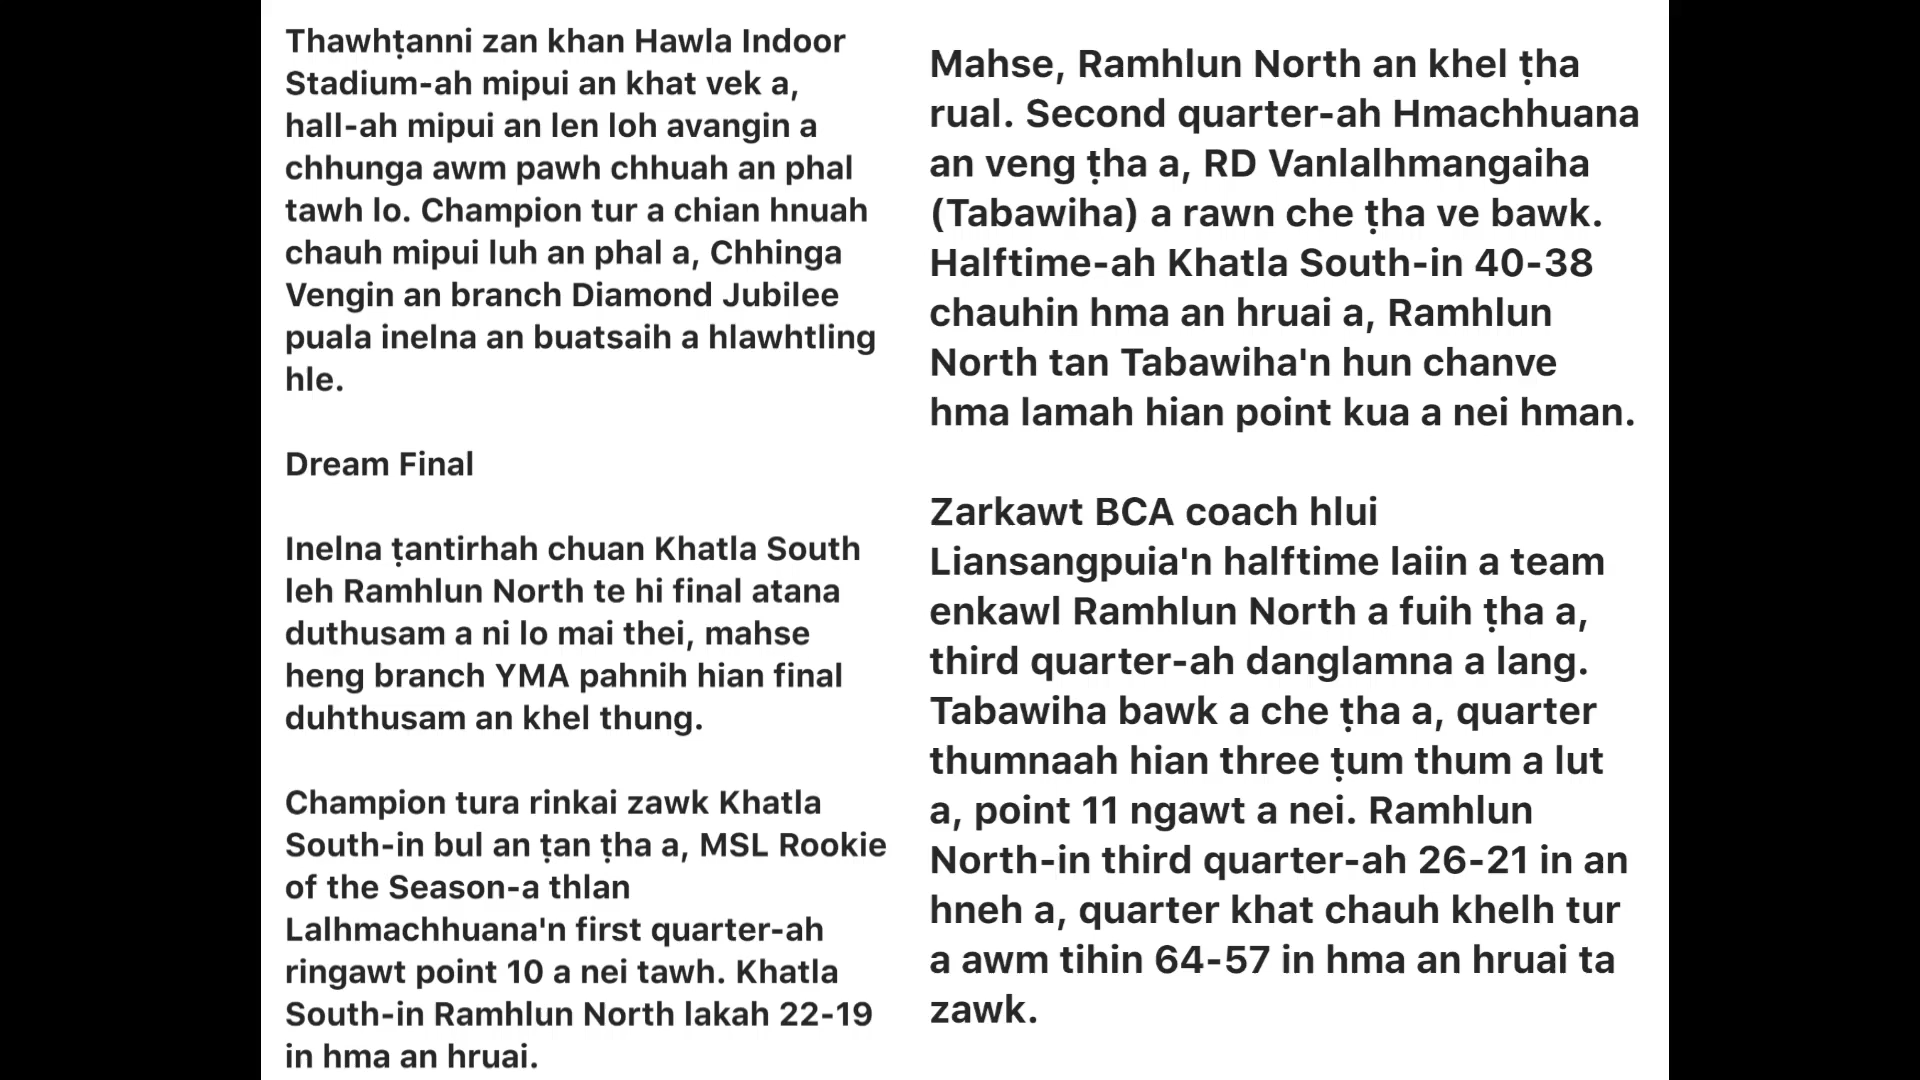 Thawhṭanni zan khan Hawla Indoor
Stadium-ah mipui an khat vek a,
hall-ah mipui an len loh avangin a
chhunga awm pawh chhuah an phal
tawh lo. Champion tur a chian hnuah
chauh mipui luh an phal a, Chhinga
Vengin an branch Diamond Jubilee
puala inelna an buatsaih a hlawhtling
hle.
Dream Final
Inelna ṭantirhah chuan Khatla South
leh Ramhlun North te hi final atana
duthusam a ni lo mai thei, mahse
heng branch YMA pahnih hian final
duhthusam an khel thung.
Champion tura rinkai zawk Khatla
South-in bul an ṭan ṭha a, MSL Rookie
of the Season-a thlan
Lalhmachhuana'n first quarter-ah
ringawt point 10 a nei tawh. Khatla
South-in Ramhlun North lakah 22-19
in hma an hruai.
Mahse, Ramhlun North an khel ṭha
rual. Second quarter-ah Hmachhuana
an veng ṭha a, RD Vanlalhmangaiha
(Tabawiha) a rawn che ṭha ve bawk.
Halftime-ah Khatla South-in 40-38
chauhin hma an hruai a, Ramhlun
North tan Tabawiha'n hun chanve
hma lamah hian point kua a nei hman.
Zarkawt BCA coach hlui
Liansangpuia'n halftime laiin a team
enkawl Ramhlun North a fuih ṭha a,
third quarter-ah danglamna a lang.
Tabawiha bawk a che ṭha a, quarter
thumnaah hian three ṭum thum a lut
a, point 11 ngawt a nei. Ramhlun
North-in third quarter-ah 26-21 in an
hneh a, quarter khat chauh khelh tur
a awm tihin 64-57 in hma an hruai ta
zawk.